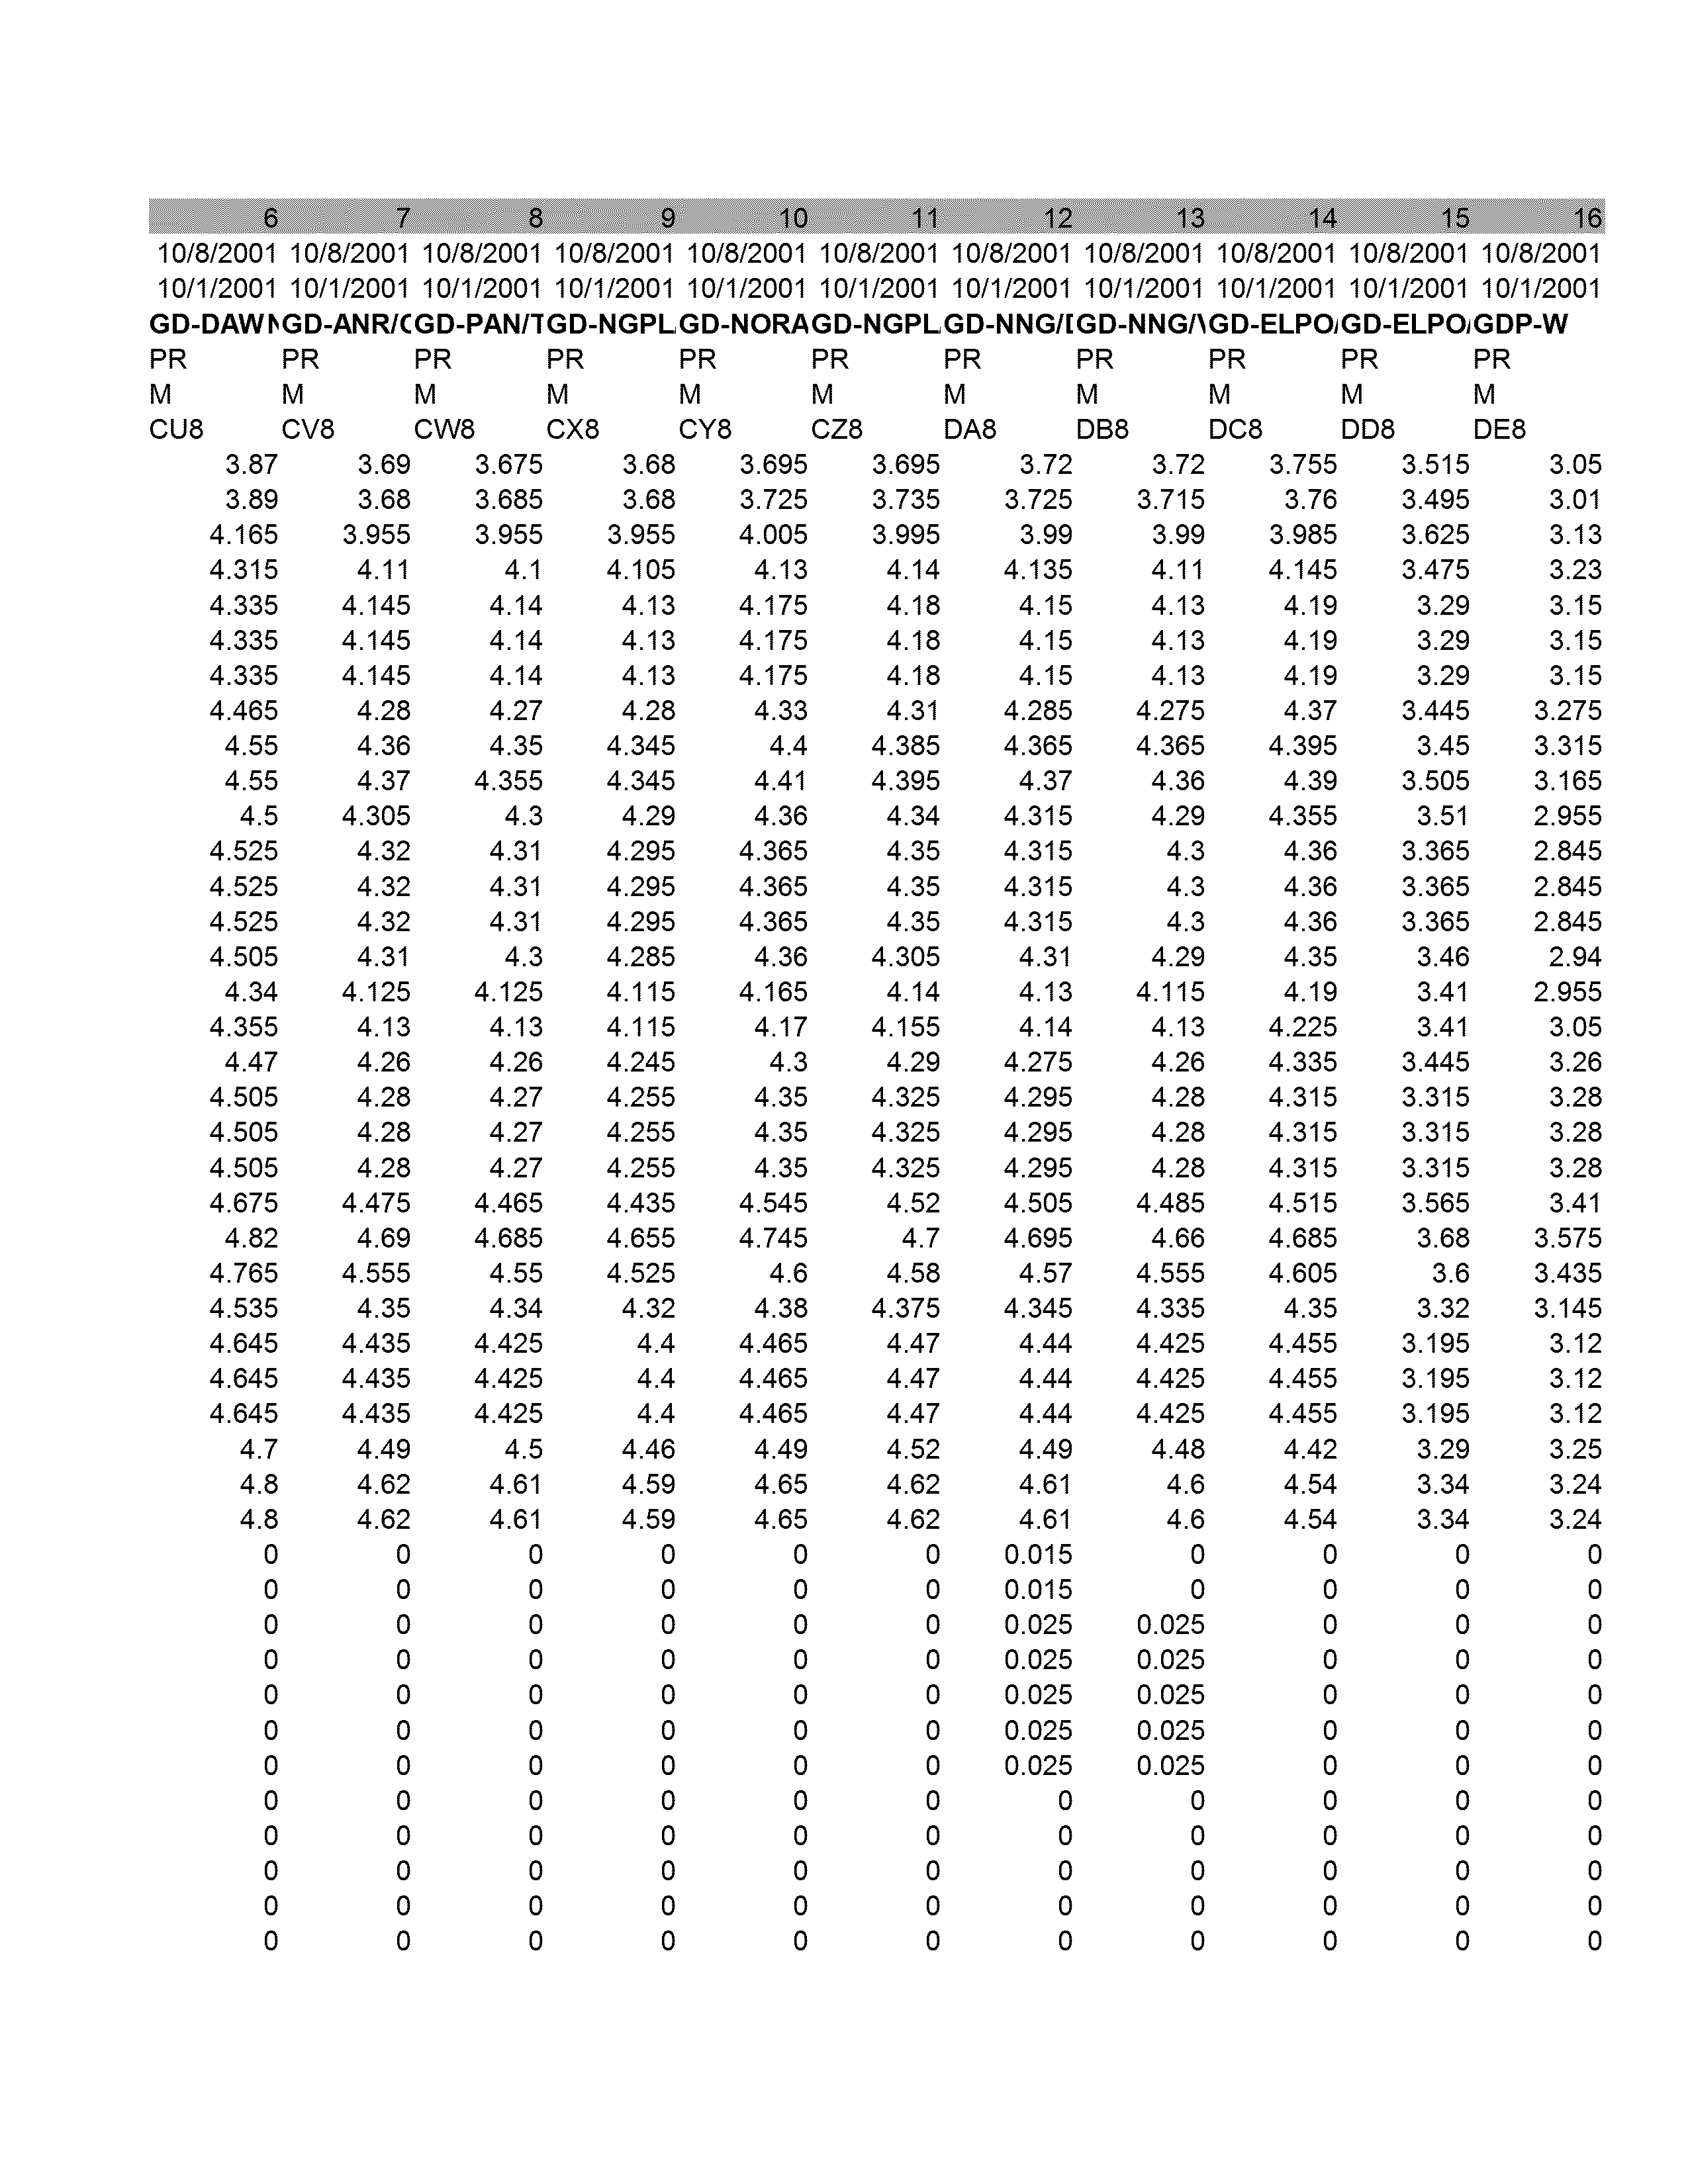 6 7 8 9 10 11 12 13 14 15 16
10/8/2001 10/8/2001 10/8/2001 10/8/2001 10/8/2001 10/8/2001 10/8/2001 10/8/2001 10/8/2001 10/8/2001 10/8/2001
10/1/2001 10/1/2001 10/1/2001 10/1/2001 10/1/2001 10/1/2001 10/1/2001 10/1/2001 10/1/2001 10/1/2001 10/1/2001
GD-DAWN GD-ANR/O GD-PAN/T GD-NGPL GD-NORA GD-NGPL GD-NNG/D GD-NNG/V GD-ELPO/ GD-ELPO/ GDP-W
PR PR PR PR PR PR PR PR PR PR PR
M M M M M M M M M M M
CU8 CV8 CW8 CX8 CY8 CZ8 DA8 DB8 DC8 DD8 DE8
3.87 3.69 3.675 3.68 3.695 3.695 3.72 3.72 3.755 3.515 3.05
3.89 3.68 3.685 3.68 3.725 3.735 3.725 3.715 3.76 3.495 3.01
4.165 3.955 3.955 3.955 4.005 3.995 3.99 3.99 3.985 3.625 3.13
4.315 4.11 4.1 4.105 4.13 4.14 4.135 4.11 4.145 3.475 3.23
4.335 4.145 4.14 4.13 4.175 4.18 4.15 4.13 4.19 3.29 3.15
4.335 4.145 4.14 4.13 4.175 4.18 4.15 4.13 4.19 3.29 3.15
4.335 4.145 4.14 4.13 4.175 4.18 4.15 4.13 4.19 3.29 3.15
4.465 4.28 4.27 4.28 4.33 4.31 4.285 4.275 4.37 3.445 3.275
4.55 4.36 4.35 4.345 4.4 4.385 4.365 4.365 4.395 3.45 3.315
4.55 4.37 4.355 4.345 4.41 4.395 4.37 4.36 4.39 3.505 3.165
4.5 4.305 4.3 4.29 4.36 4.34 4.315 4.29 4.355 3.51 2.955
4.525 4.32 4.31 4.295 4.365 4.35 4.315 4.3 4.36 3.365 2.845
4.525 4.32 4.31 4.295 4.365 4.35 4.315 4.3 4.36 3.365 2.845
4.525 4.32 4.31 4.295 4.365 4.35 4.315 4.3 4.36 3.365 2.845
4.505 4.31 4.3 4.285 4.36 4.305 4.31 4.29 4.35 3.46 2.94
4.34 4.125 4.125 4.115 4.165 4.14 4.13 4.115 4.19 3.41 2.955
4.355 4.13 4.13 4.115 4.17 4.155 4.14 4.13 4.225 3.41 3.05
4.47 4.26 4.26 4.245 4.3 4.29 4.275 4.26 4.335 3.445 3.26
4.505 4.28 4.27 4.255 4.35 4.325 4.295 4.28 4.315 3.315 3.28
4.505 4.28 4.27 4.255 4.35 4.325 4.295 4.28 4.315 3.315 3.28
4.505 4.28 4.27 4.255 4.35 4.325 4.295 4.28 4.315 3.315 3.28
4.675 4.475 4.465 4.435 4.545 4.52 4.505 4.485 4.515 3.565 3.41
4.82 4.69 4.685 4.655 4.745 4.7 4.695 4.66 4.685 3.68 3.575
4.765 4.555 4.55 4.525 4.6 4.58 4.57 4.555 4.605 3.6 3.435
4.535 4.35 4.34 4.32 4.38 4.375 4.345 4.335 4.35 3.32 3.145
4.645 4.435 4.425 4.4 4.465 4.47 4.44 4.425 4.455 3.195 3.12
4.645 4.435 4.425 4.4 4.465 4.47 4.44 4.425 4.455 3.195 3.12
4.645 4.435 4.425 4.4 4.465 4.47 4.44 4.425 4.455 3.195 3.12
4.7 4.49 4.5 4.46 4.49 4.52 4.49 4.48 4.42 3.29 3.25
4.8 4.62 4.61 4.59 4.65 4.62 4.61 4.6 4.54 3.34 3.24
4.8 4.62 4.61 4.59 4.65 4.62 4.61 4.6 4.54 3.34 3.24
0 0 0 0 0 0 0.015 0 0 0 0
0 0 0 0 0 0 0.015 0 0 0 0
0 0 0 0 0 0 0.025 0.025 0 0 0
0 0 0 0 0 0 0.025 0.025 0 0 0
0 0 0 0 0 0 0.025 0.025 0 0 0
0 0 0 0 0 0 0.025 0.025 0 0 0
0 0 0 0 0 0 0.025 0.025 0 0 0
0 0 0 0 0 0 0 0 0 0 0
0 0 0 0 0 0 0 0 0 0 0
0 0 0 0 0 0 0 0 0 0 0
0 0 0 0 0 0 0 0 0 0 0
0 0 0 0 0 0 0 0 0 0 0